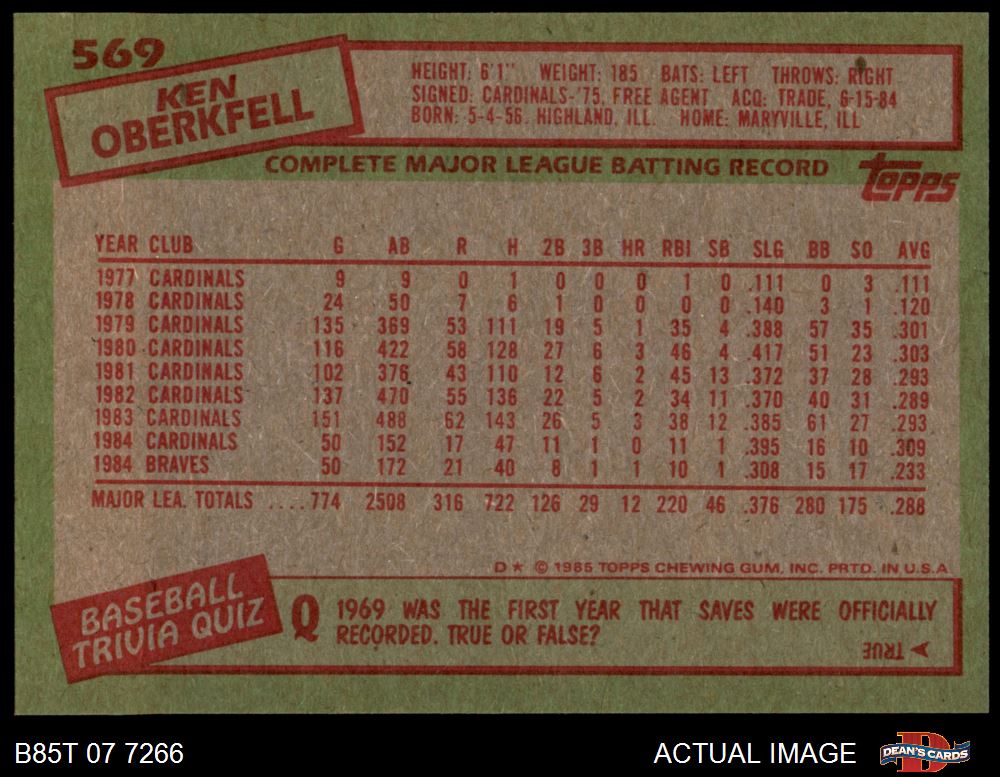 569
KEN
OBERKFELL
HEIGHT: 6'1" WEIGHT: 185 BATS: LEFT THROWS: RIGHT
SIGNED: CARDINALS-'75, FREE AGENT ACQ: TRADE, 6-15-84
BORN: 5-4-56, HIGHLAND, ILL. HOME: MARYVILLE, ILL
COMPLETE MAJOR LEAGUE BATTING RECORD
TOPPS
YEAR CLUB G AB R H 2B 3B HR RBI SB SLG BB SO AVG
1977 CARDINALS 9 9 0 1 0 0 0 1 0 .111 0 3 .111
1978 CARDINALS 24 50 7 6 1 0 0 0 0 .140 3 1 .120
1979 CARDINALS 135 369 53 111 19 5 1 35 4 .388 57 35 .301
1980 CARDINALS 116 422 58 128 27 6 3 46 4 .417 51 23 .303
1981 CARDINALS 102 376 43 110 12 6 2 45 13 .372 37 28 .293
1982 CARDINALS 137 470 55 136 22 5 2 34 11 .370 40 31 .289
1983 CARDINALS 151 488 62 143 26 5 3 38 12 .385 61 27 .293
1984 CARDINALS 50 152 17 47 11 1 0 11 1 .395 16 10 .309
1984 BRAVES 50 172 21 40 8 1 1 10 1 .308 15 17 .233
MAJOR LEA. TOTALS ....774 2508 316 722 126 29 12 220 46 .376 280 175 .288
D* © 1985 TOPPS CHEWING GUM, INC. PRTD. IN U.S.A.
BASEBALL
TRIVIA QUIZ
Q 1969 WAS THE FIRST YEAR THAT SAVES WERE OFFICIALLY
RECORDED. TRUE OR FALSE?
TRUE
B85T 07 7266
ACTUAL IMAGE
D
DEAN'S CARDS